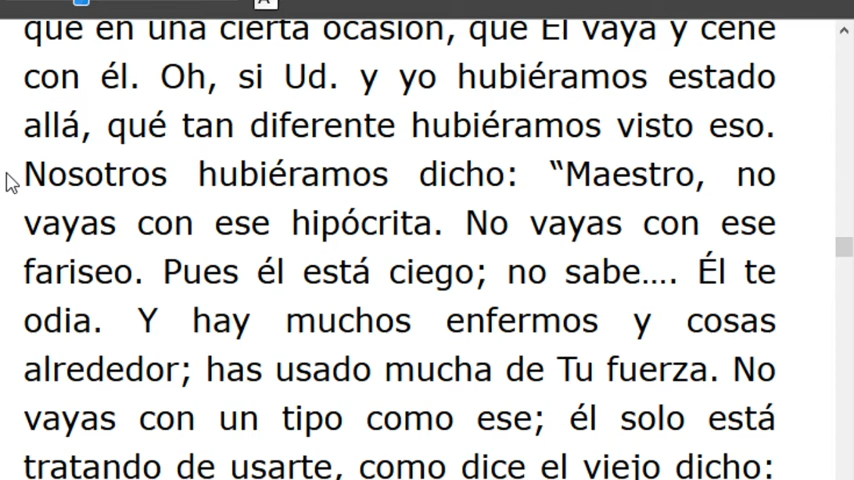 que en una cierta ocasión, que Él vaya y cene
con él. Oh, si Ud. y yo hubiéramos estado
allá, qué tan diferente hubiéramos visto eso.
Nosotros hubiéramos dicho: “Maestro, no
vayas con ese hipócrita. No vayas con ese
fariseo. Pues él está ciego; no sabe…. Él te
odia. Y hay muchos enfermos y cosas
alrededor; has usado mucha de Tu fuerza. No
vayas con un tipo como ese; él solo está
tratando de usarte, como dice el viejo dicho: